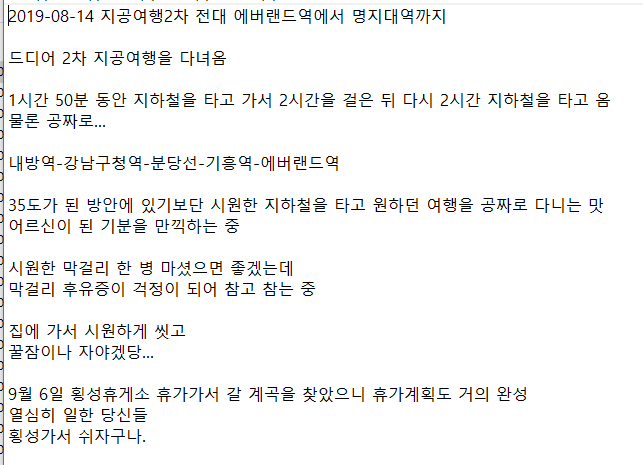 2019-08-14 지공여행2차 전대 에버랜드역에서 명지대역까지
드디어 2차 지공여행을 다녀옴
1시간 50분 동안 지하철을 타고 가서 2시간을 걸은 뒤 다시 2시간 지하철을 타고 옴
물론 공짜로...
내방역-강남구청역-분당선-기흥역-에버랜드역
35도가 된 방안에 있기보단 시원한 지하철을 타고 원하던 여행을 공짜로 다니는 맛
어르신이 된 기분을 만끽하는 중
시원한 막걸리 한 병 마셨으면 좋겠는데
막걸리 후유증이 걱정이 되어 참고 참는 중
집에 가서 시원하게 씻고
꿀잠이나 자야겠당...
9월 6일 횡성휴게소 휴가가서 갈 계곡을 찾았으니 휴가계획도 거의 완성
열심히 일한 당신들
횡성가서 쉬자구나.